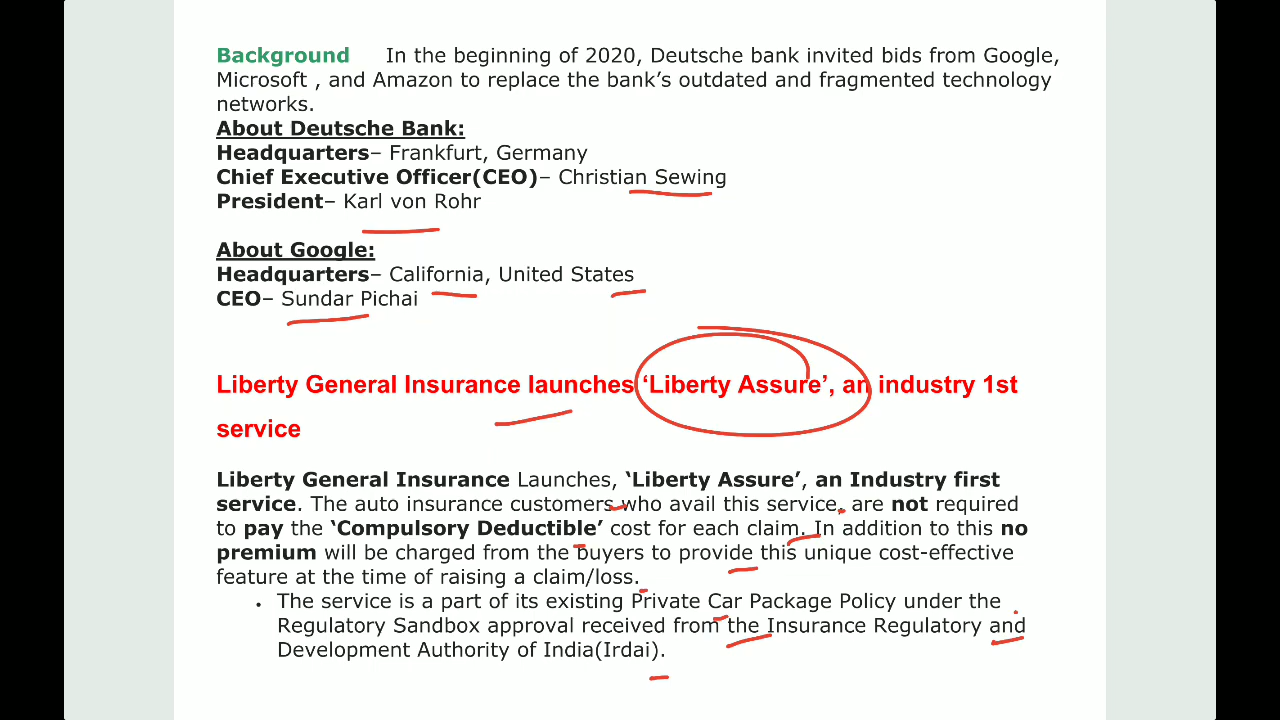 Background In the beginning of 2020, Deutsche bank invited bids from Google,
Microsoft , and Amazon to replace the bank’s outdated and fragmented technology
networks.
About Deutsche Bank:
Headquarters– Frankfurt, Germany
Chief Executive Officer(CEO)– Christian Sewing
President– Karl von Rohr
About Google:
Headquarters– California, United States
CEO– Sundar Pichai
Liberty General Insurance launches ‘Liberty Assure’, an industry 1st
service
Liberty General Insurance Launches, ‘Liberty Assure’, an Industry first
service. The auto insurance customers who avail this service, are not required
to pay the ‘Compulsory Deductible’ cost for each claim. In addition to this no
premium will be charged from the buyers to provide this unique cost-effective
feature at the time of raising a claim/loss.
• The service is a part of its existing Private Car Package Policy under the
Regulatory Sandbox approval received from the Insurance Regulatory and
Development Authority of India(Irdai).